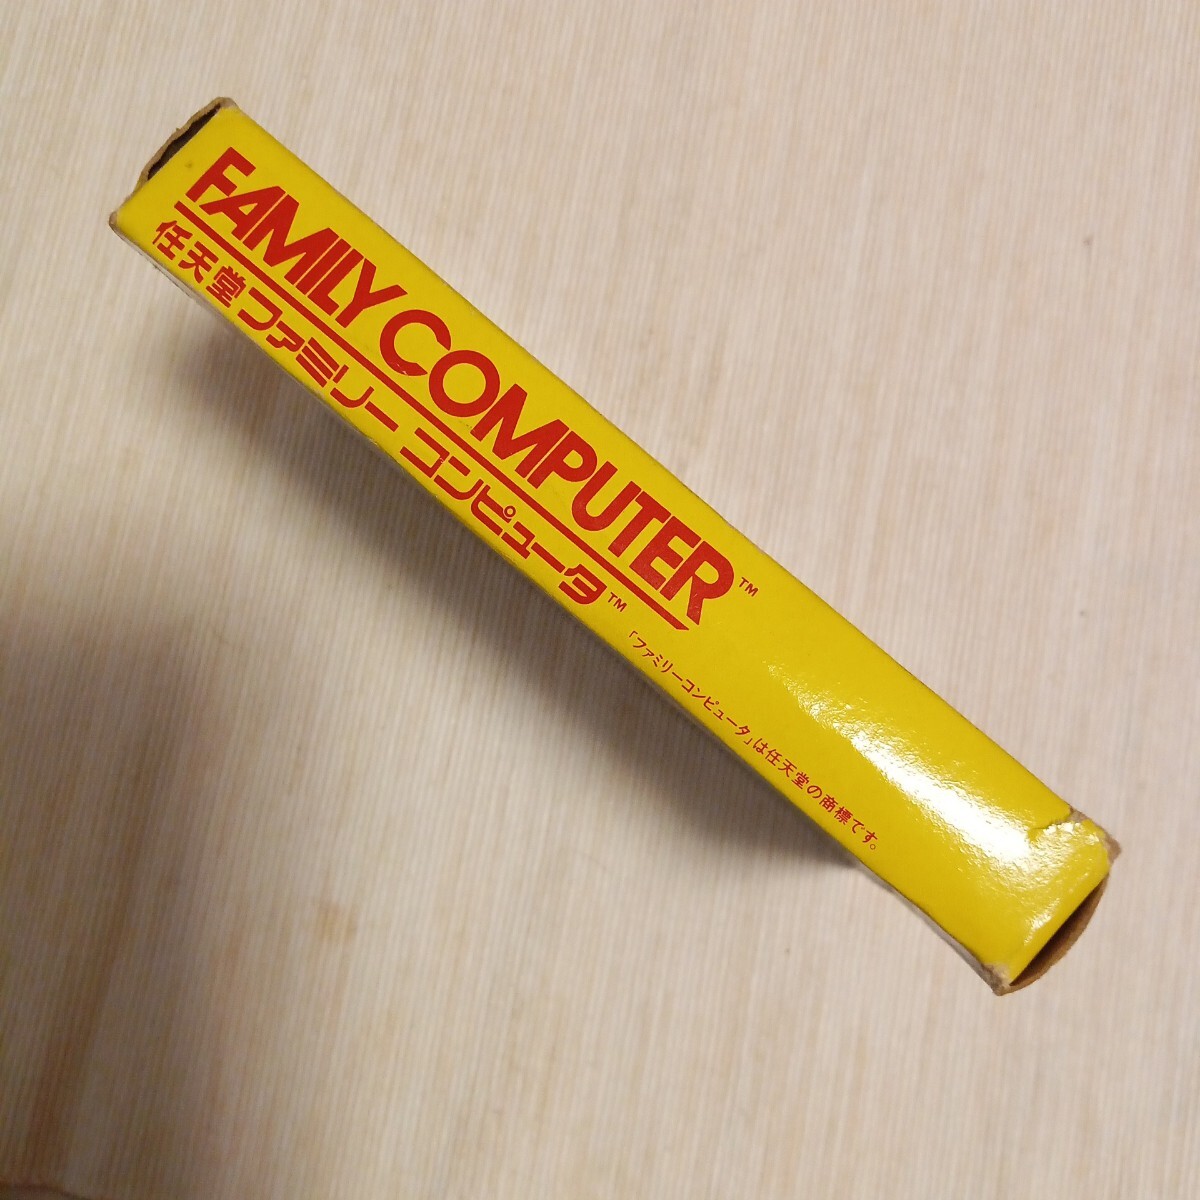 FAMILY COMPUTER™
任天堂ファミリー コンピュータ™
「ファミリーコンピュータ」は任天堂の商標です。